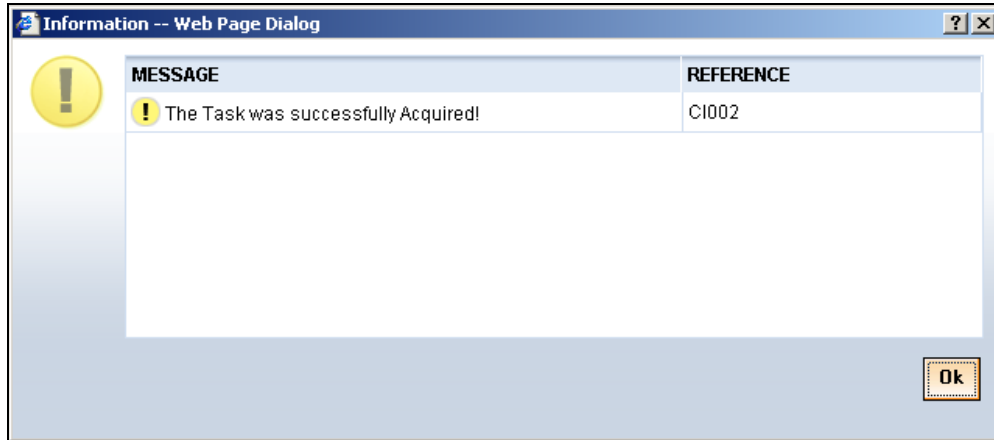 Information -- Web Page Dialog
MESSAGE REFERENCE
The Task was successfully Acquired! CI002
Ok